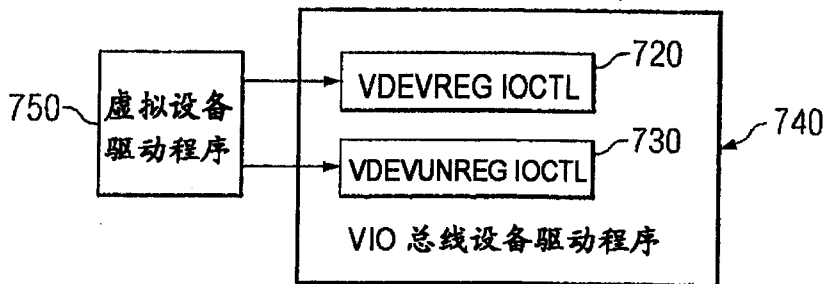 720
VDEVREG IOCTL
750
虚拟设备
驱动程序
740
730
VDEVUNREG IOCTL
VIO 总线设备驱动程序